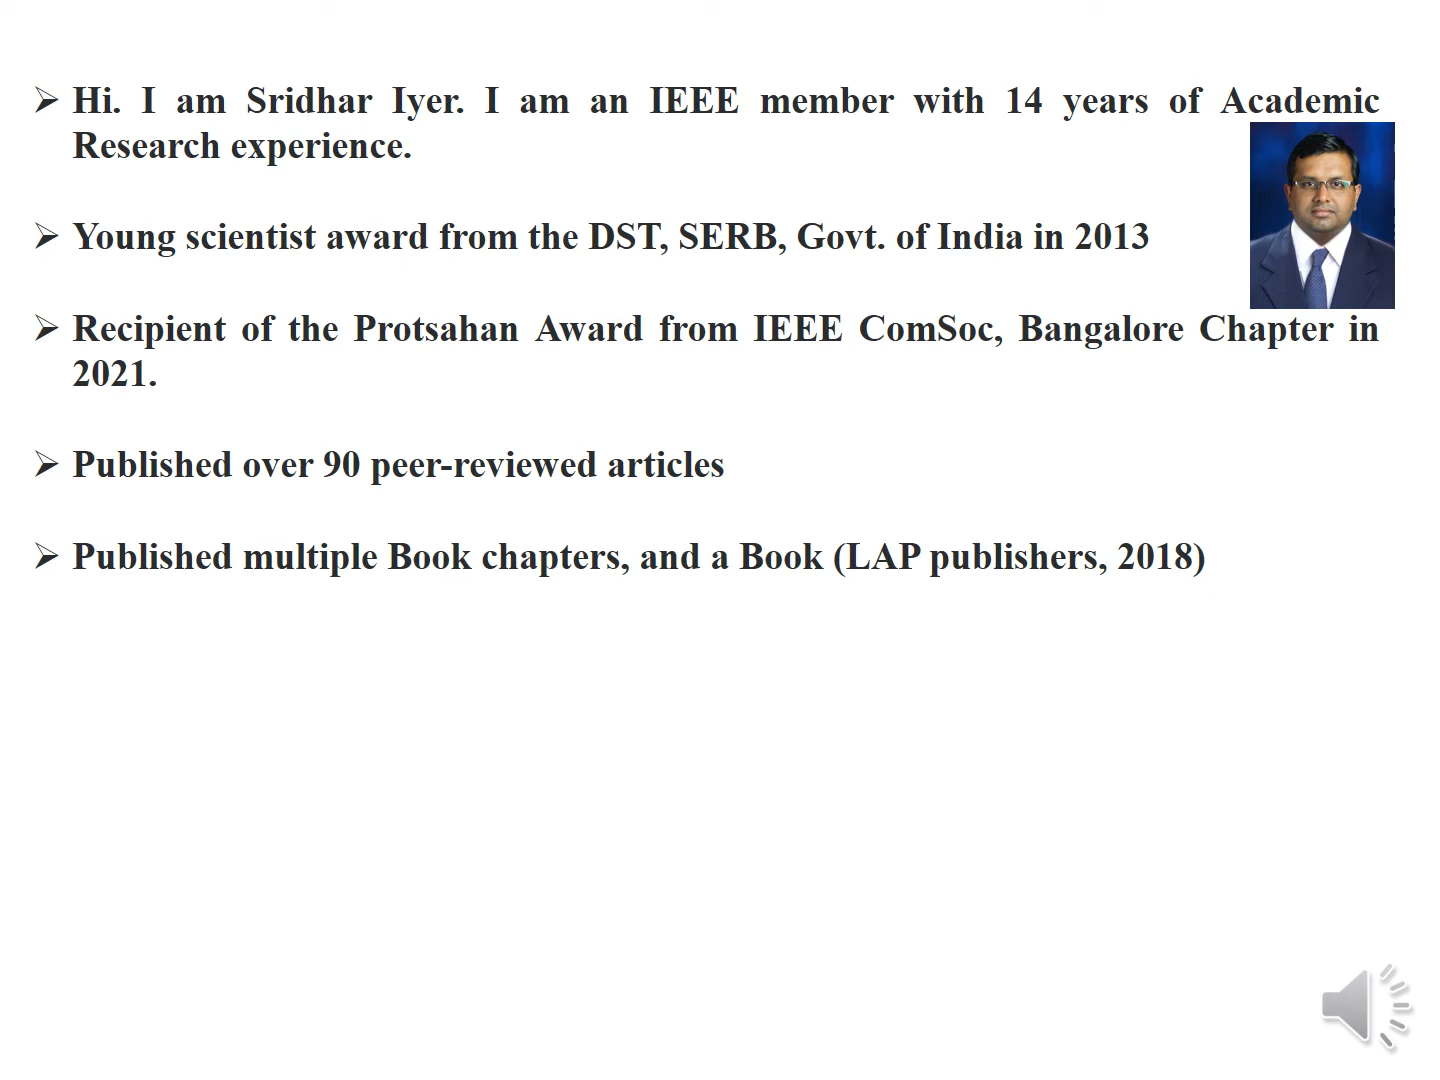 Hi. I am Sridhar Iyer. I am an IEEE member with 14 years of Academic
Research experience.
Young scientist award from the DST, SERB, Govt. of India in 2013
Recipient of the Protsahan Award from IEEE ComSoc, Bangalore Chapter in
2021.
Published over 90 peer-reviewed articles
Published multiple Book chapters, and a Book (LAP publishers, 2018)